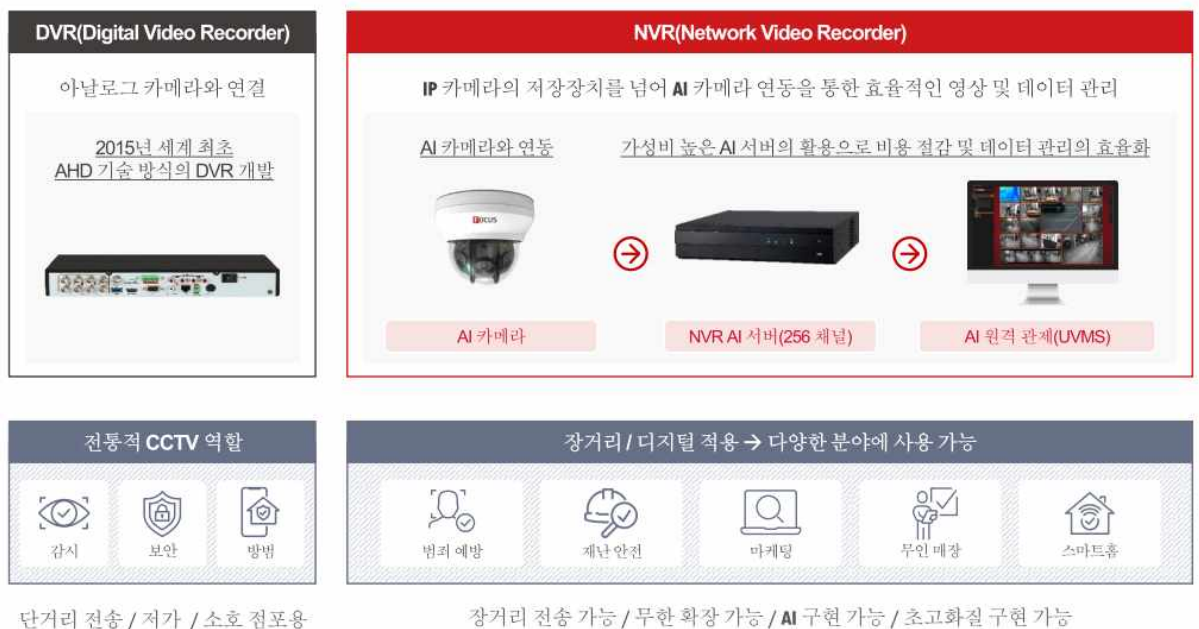 DVR(Digital Video Recorder)
아날로그 카메라와 연결
2015년 세계 최초
AHD 기술 방식의 DVR 개발
NVR(Network Video Recorder)
IP 카메라의 저장장치를 넘어 AI 카메라 연동을 통한 효율적인 영상 및 데이터 관리
AI 카메라와 연동
가성비 높은 AI 서버의 활용으로 비용 절감 및 데이터 관리의 효율화
FOCUS
AI 카메라
NVR AI 서버(256 채널)
AI 원격 관제(UVMS)
전통적 CCTV 역할
감시
보안
방범
단거리 전송 / 저가 / 소호 점포용
장거리 / 디지털 적용 → 다양한 분야에 사용 가능
범죄 예방
재난 안전
마케팅
무인 매장
스마트홈
장거리 전송 가능 / 무한 확장 가능 / AI 구현 가능 / 초고화질 구현 가능